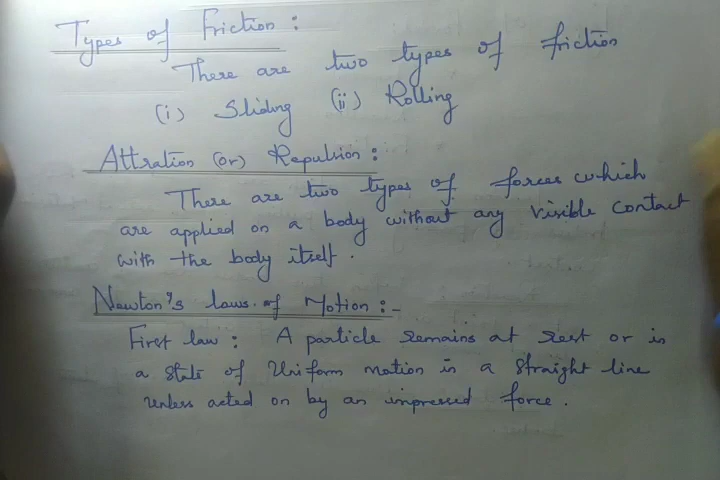 Types of Friction :
There are two types of friction
(i) Sliding (ii) Rolling
Attration (or) Repulsion :
There are two types of forces which
are applied on a body without any visible contact
with the body itself.
Newton's laws of Motion :-
First law : A particle remains at rest or in
a state of Uniform motion in a straight line
unless acted on by an impressed force.